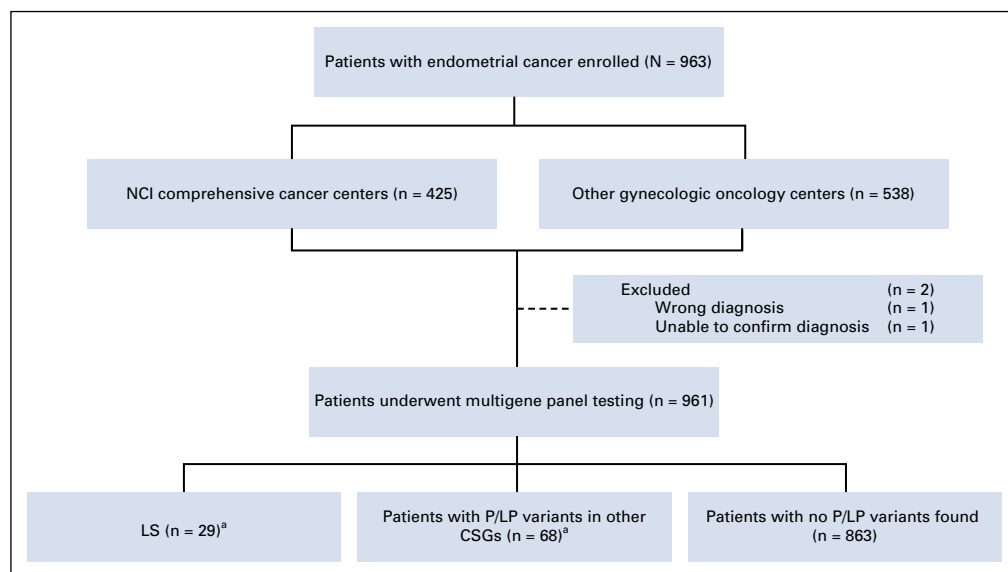 Patients with endometrial cancer enrolled (N = 963)
NCI comprehensive cancer centers (n = 425)
Other gynecologic oncology centers (n = 538)
Excluded (n = 2)
Wrong diagnosis (n = 1)
Unable to confirm diagnosis (n = 1)
Patients underwent multigene panel testing (n = 961)
LS (n = 29)a
Patients with P/LP variants in other
CSGs (n = 68)a
Patients with no P/LP variants found
(n = 863)